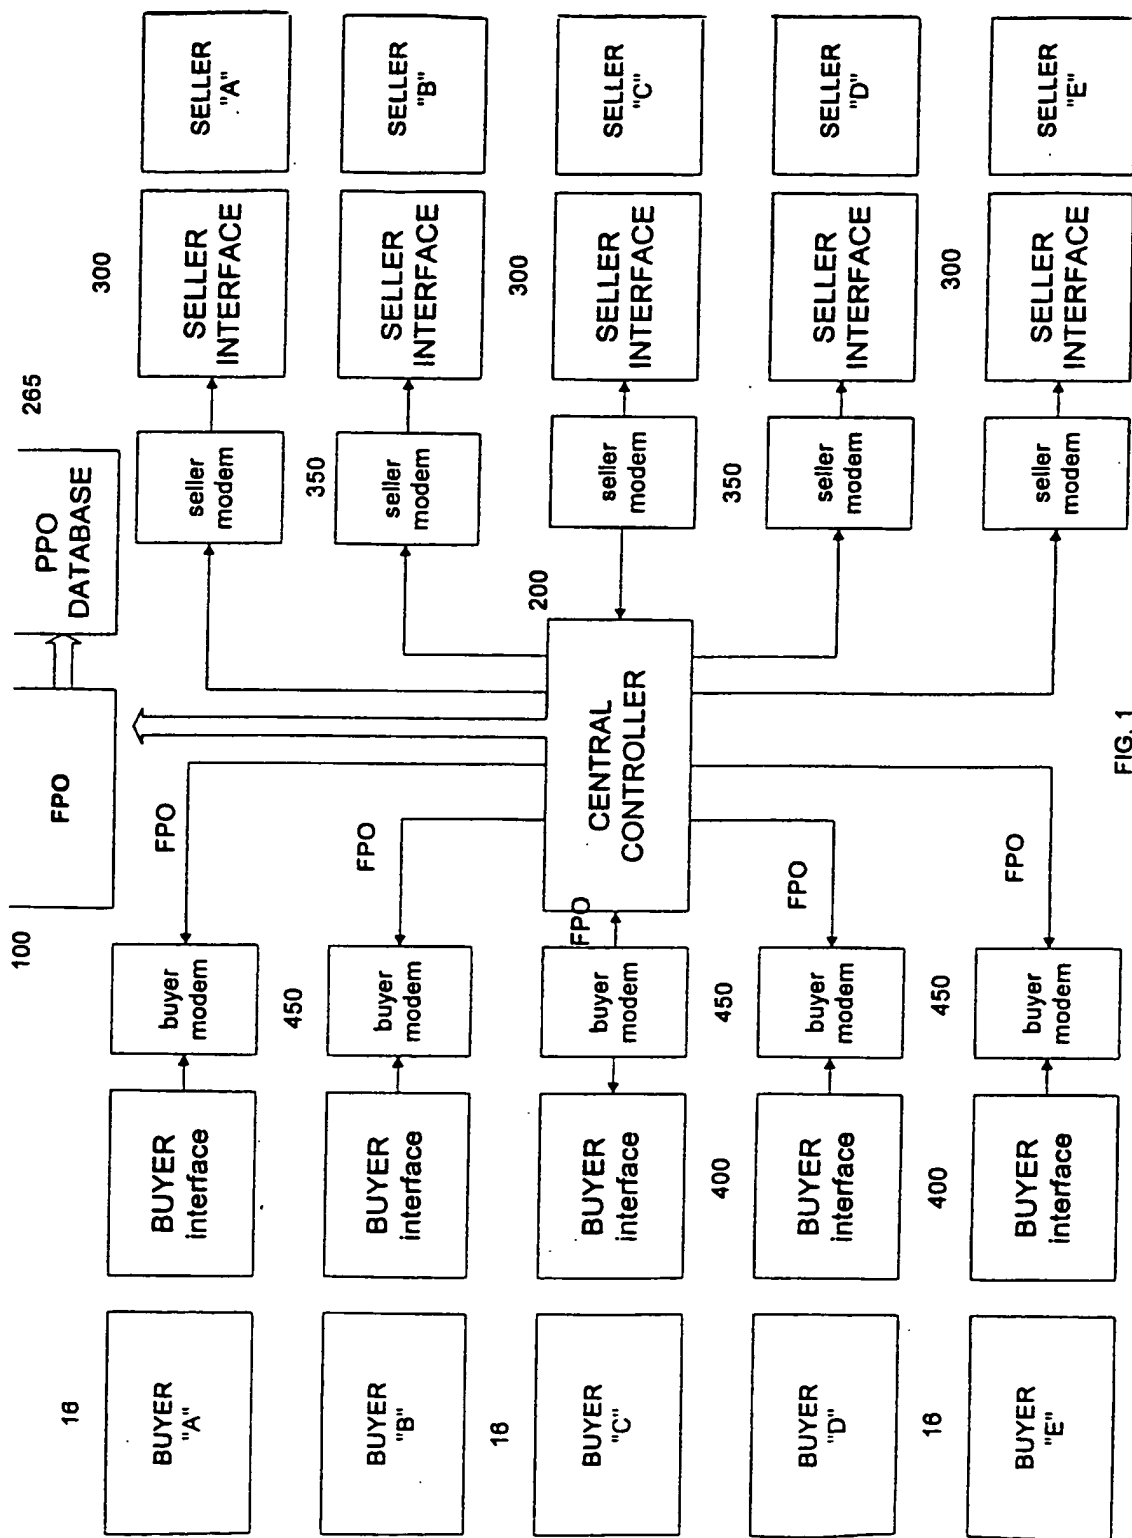 100
FPO
PPO
DATABASE
265
16
300
BUYER
"A"
BUYER
interface
buyer
modem
FPO
seller
modem
SELLER
INTERFACE
SELLER
"A"
450
350
BUYER
"B"
BUYER
interface
buyer
modem
FPO
seller
modem
SELLER
INTERFACE
SELLER
"B"
16
200
300
BUYER
"C"
BUYER
interface
buyer
modem
FPO
CENTRAL
CONTROLLER
seller
modem
SELLER
INTERFACE
SELLER
"C"
400
450
350
BUYER
"D"
BUYER
interface
buyer
modem
FPO
seller
modem
SELLER
INTERFACE
SELLER
"D"
16
400
450
300
BUYER
"E"
BUYER
interface
buyer
modem
FPO
seller
modem
SELLER
INTERFACE
SELLER
"E"
FIG. 1